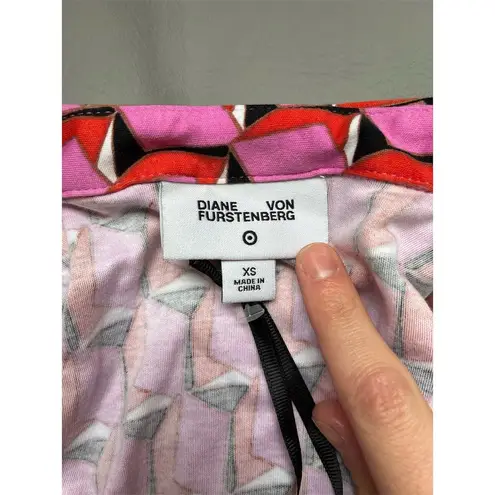 DIANE VON
FURSTENBERG
XS
MADE IN
CHINA